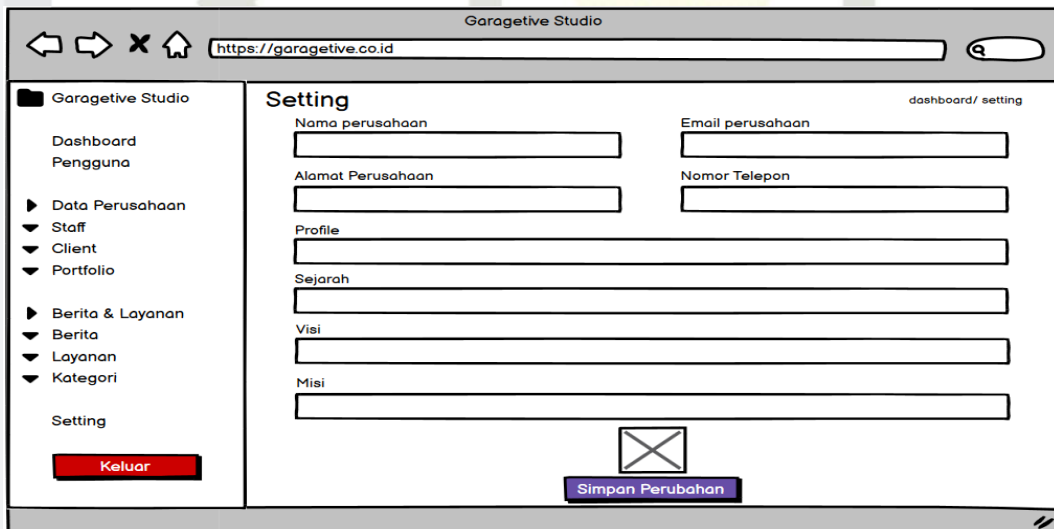 Garagetive Studio
https://garagetive.co.id
Garagetive Studio
Dashboard
Pengguna
Data Perusahaan
Staff
Client
Portfolio
Berita & Layanan
Berita
Layanan
Kategori
Setting
Keluar
Setting
dashboard/ setting
Nama perusahaan
Email perusahaan
Alamat Perusahaan
Nomor Telepon
Profile
Sejarah
Visi
Misi
Simpan Perubahan